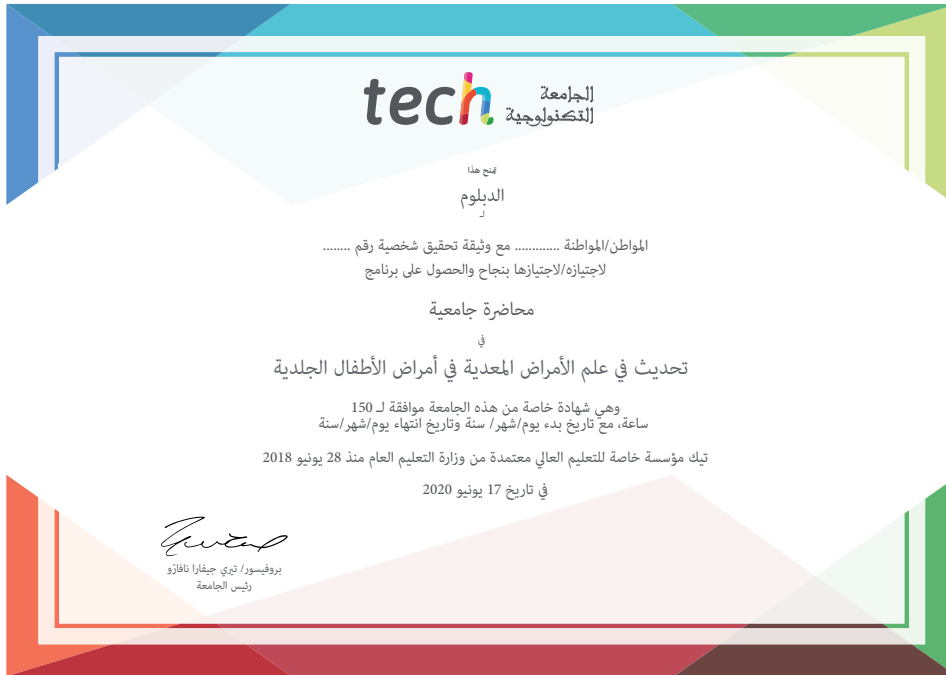 tech الجامعة
التكنولوجية
تمنح هذا
الدبلوم
لـ
المواطن/المواطنة ............. مع وثيقة تحقيق شخصية رقم ........
لاجتيازه/لاجتيازها بنجاح والحصول على برنامج
محاضرة جامعية
في
تحديث في علم الأمراض المعدية في أمراض الأطفال الجلدية
وهي شهادة خاصة من هذه الجامعة موافقة لـ 150
ساعة، مع تاريخ بدء يوم/شهر/ سنة وتاريخ انتهاء يوم/شهر/سنة
تيك مؤسسة خاصة للتعليم العالي معتمدة من وزارة التعليم العام منذ 28 يونيو 2018
في تاريخ 17 يونيو 2020
بروفيسور/ تيري جيفارا نافارّو
رئيس الجامعة